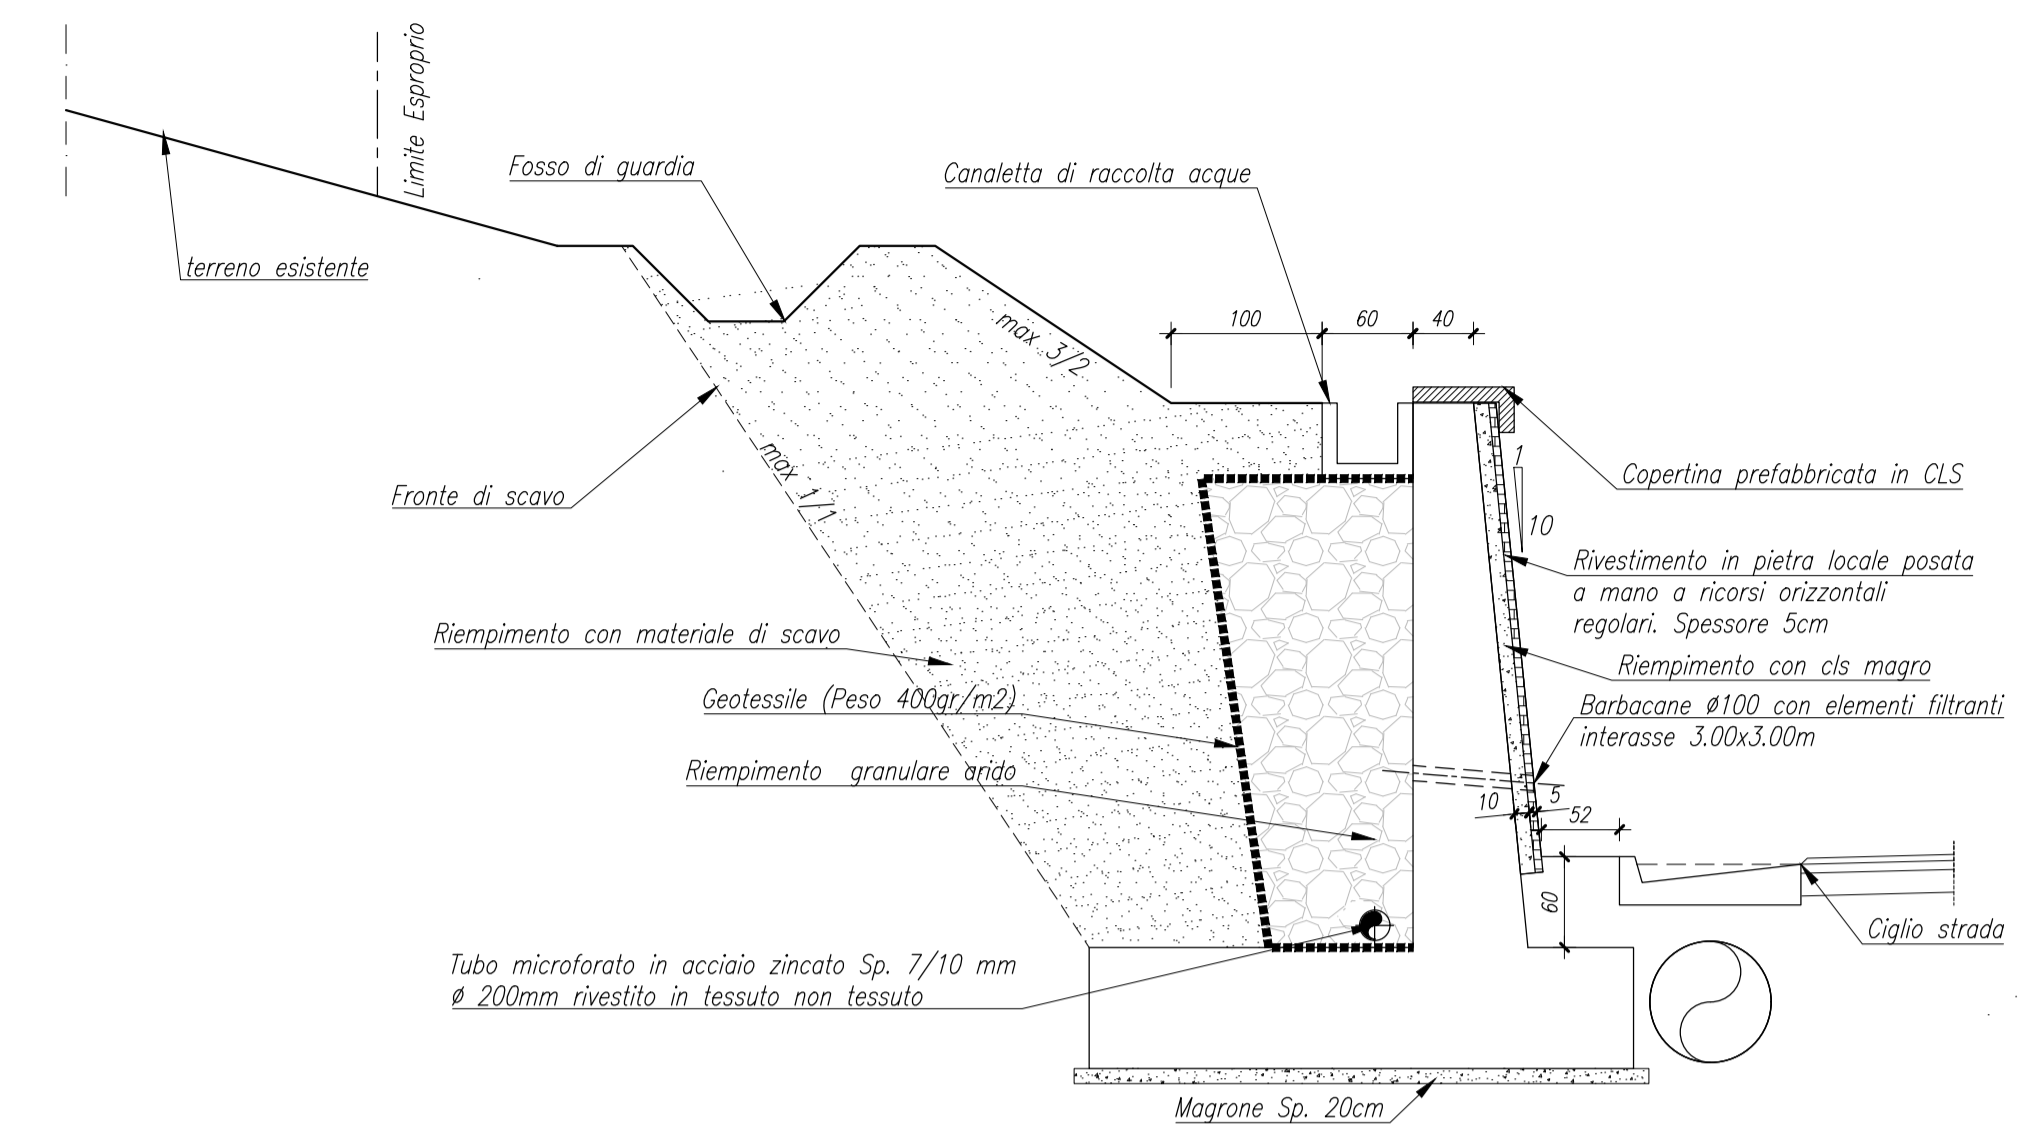 Limite Esproprio
Fosso di guardia
Canaletta di raccolta acque
terreno esistente
100
60
40
max 3/2
max 1/1
Fronte di scavo
Copertina prefabbricata in CLS
1
10
Rivestimento in pietra locale posata
a mano a ricorsi orizzontali
regolari. Spessore 5cm
Riempimento con materiale di scavo
Riempimento con cls magro
Geotessile (Peso 400gr/m2)
Barbacane ø100 con elementi filtranti
interasse 3.00x3.00m
Riempimento granulare arido
10
5
52
60
Ciglio strada
Tubo microforato in acciaio zincato Sp. 7/10 mm
ø 200mm rivestito in tessuto non tessuto
Magrone Sp. 20cm